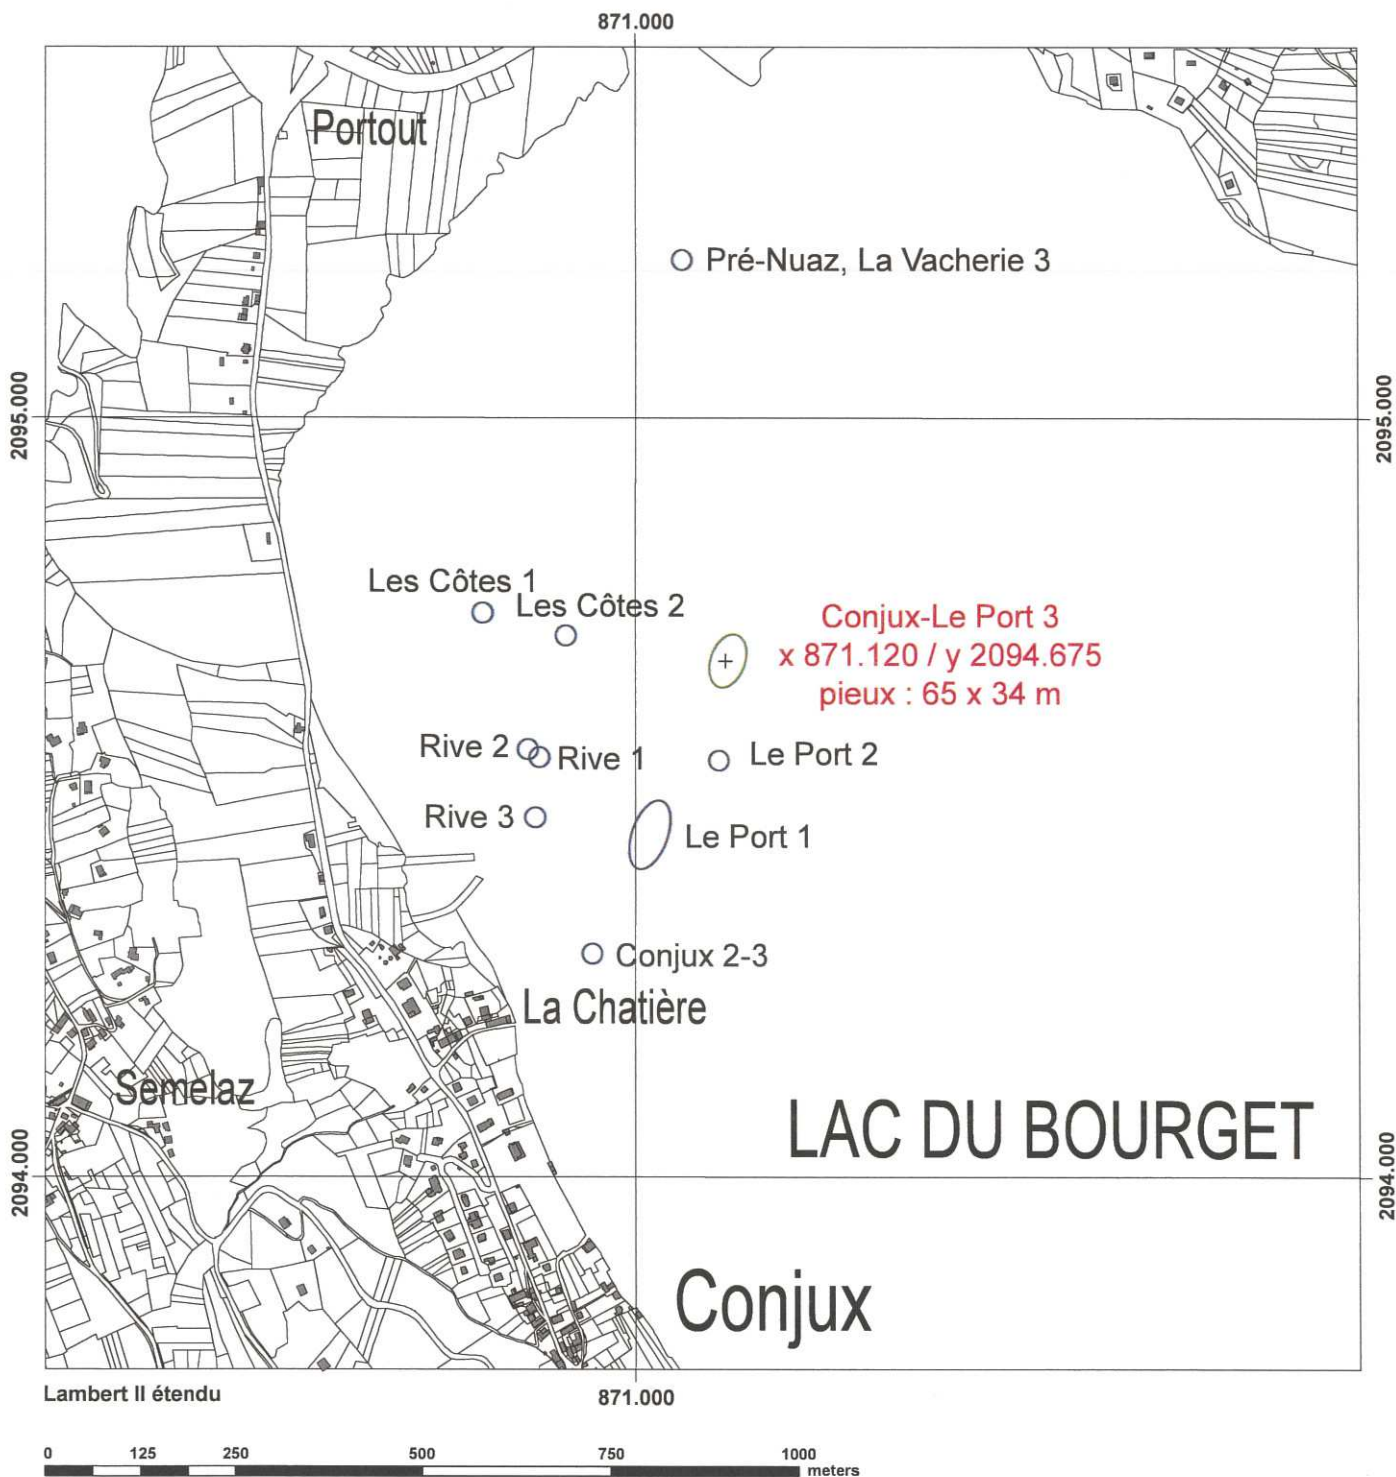 871.000
Portout
Pré-Nuaz, La Vacherie 3
2095.000
2095.000
Les Côtes 1
Les Côtes 2
Conjux-Le Port 3
x 871.120 / y 2094.675
pieux : 65 x 34 m
Rive 2
Rive 1
Le Port 2
Rive 3
Le Port 1
Conjux 2-3
La Chatière
Semelaz
LAC DU BOURGET
2094.000
2094.000
Conjux
Lambert II étendu
871.000
0 125 250 500 750 1000
meters